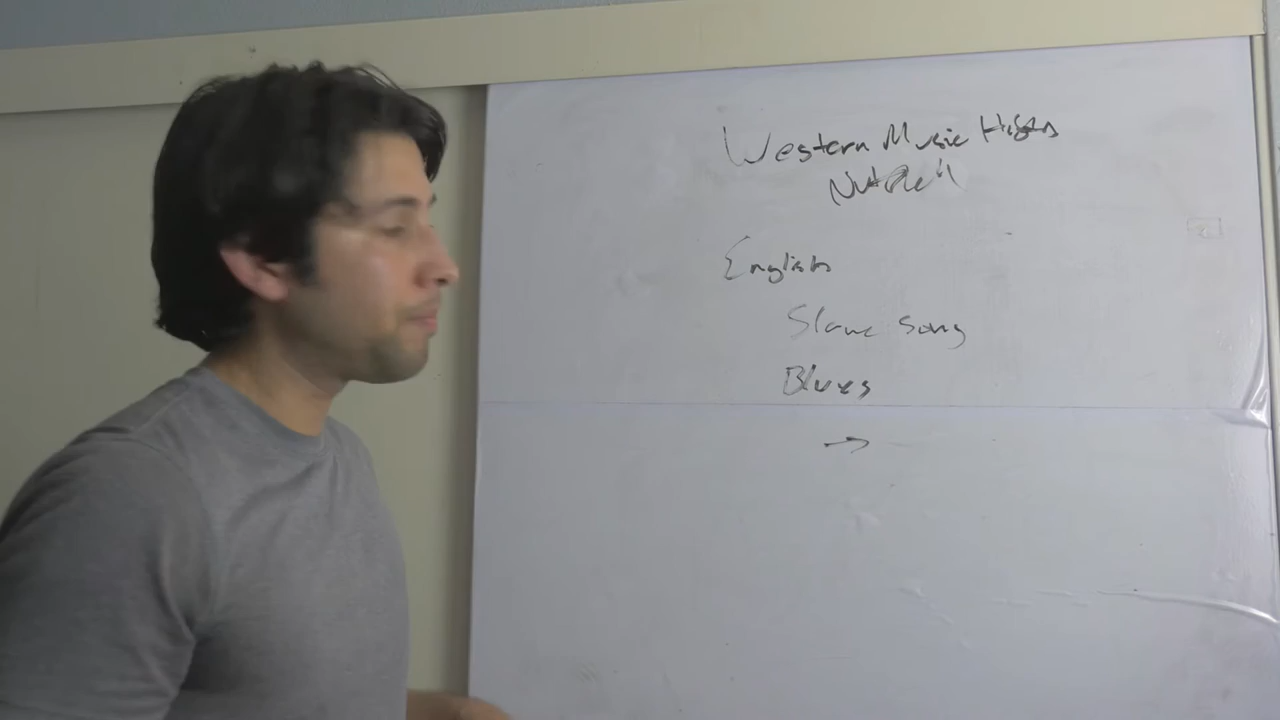 Western Music History
Nutshell
English
Slave Song
Blues
→